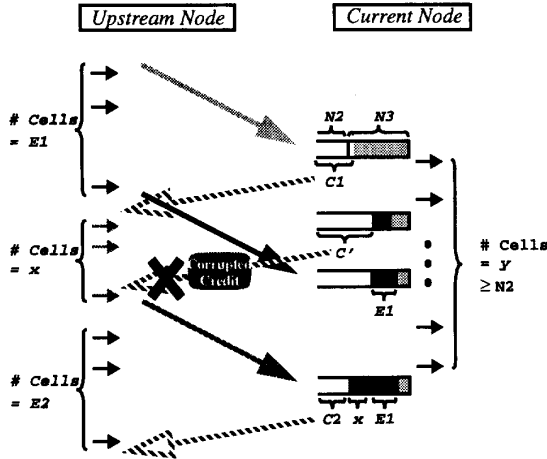 Upstream Node
Current Node
# Cells
= E1
N2
N3
C1
# Cells
= x
C'
Corrupted
Credit
E1
# Cells
= y
≥ N2
# Cells
= E2
C2
x
E1